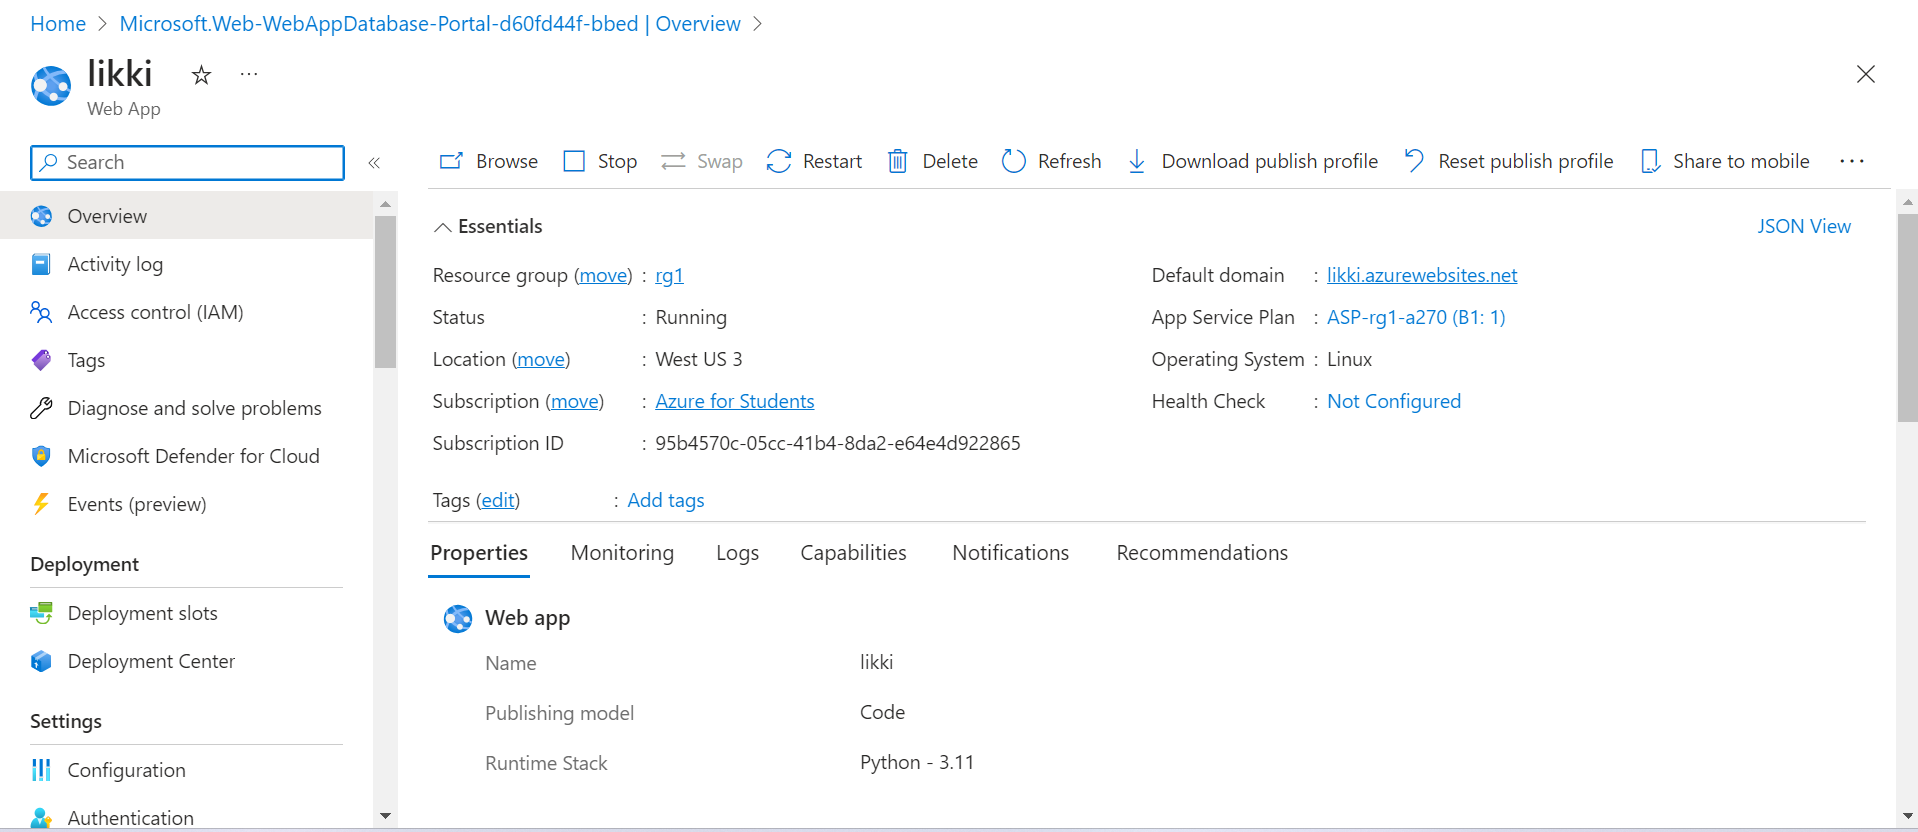 Home > Microsoft.Web-WebAppDatabase-Portal-d60fd44f-bbed | Overview >
likki
Web App
Search
Overview
Activity log
Access control (IAM)
Tags
Diagnose and solve problems
Microsoft Defender for Cloud
Events (preview)
Deployment
Deployment slots
Deployment Center
Settings
Configuration
Authentication
Browse Stop Swap Restart Delete Refresh Download publish profile Reset publish profile Share to mobile ...
Essentials JSON View
Resource group (move) : rg1
Status : Running
Location (move) : West US 3
Subscription (move) : Azure for Students
Subscription ID : 95b4570c-05cc-41b4-8da2-e64e4d922865
Default domain : likki.azurewebsites.net
App Service Plan : ASP-rg1-a270 (B1: 1)
Operating System : Linux
Health Check : Not Configured
Tags (edit) : Add tags
Properties Monitoring Logs Capabilities Notifications Recommendations
Web app
Name likki
Publishing model Code
Runtime Stack Python - 3.11